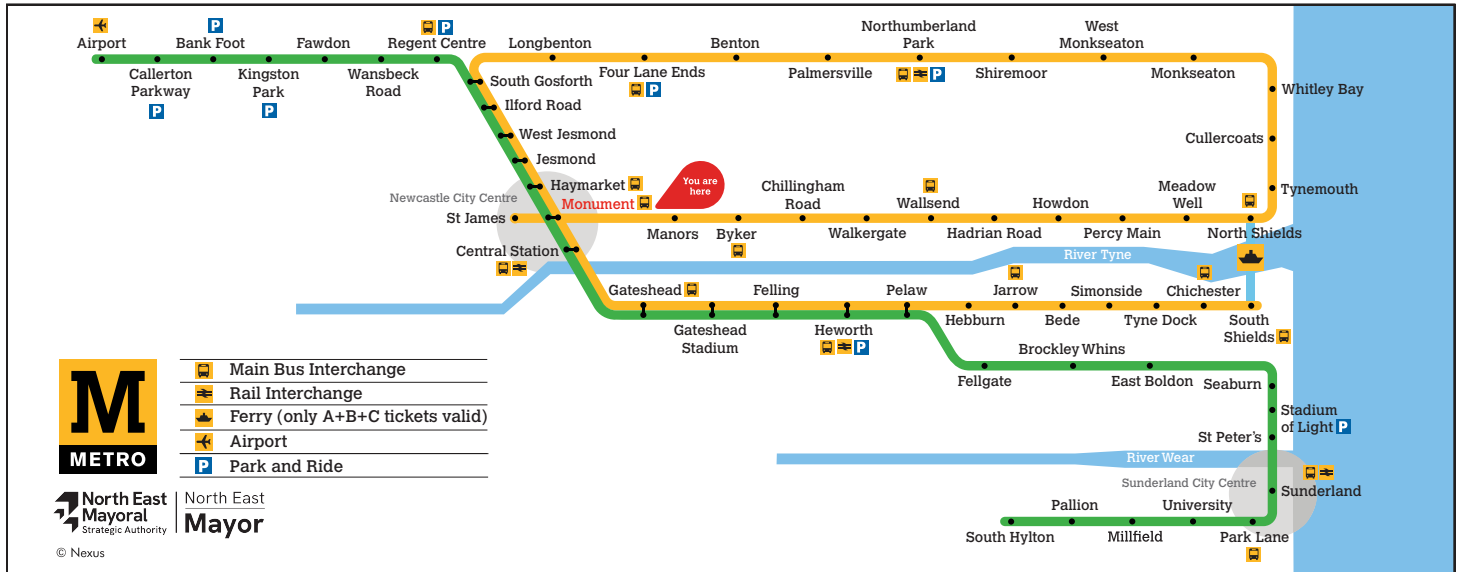 Airport
Callerton
Parkway
P
Bank Foot
P
Kingston
Park
P
Fawdon
Wansbeck
Road
Regent Centre
P
Longbenton
Four Lane Ends
P
Benton
Palmersville
Northumberland
Park
P
Shiremoor
West
Monkseaton
Monkseaton
Whitley Bay
Cullercoats
Tynemouth
South Gosforth
Ilford Road
West Jesmond
Jesmond
Haymarket
Newcastle City Centre
Monument
You are
here
St James
Manors
Byker
Chillingham
Road
Walkergate
Wallsend
Hadrian Road
Howdon
Percy Main
Meadow
Well
North Shields
Central Station
River Tyne
Gateshead
Gateshead
Stadium
Felling
Heworth
P
Pelaw
Hebburn
Jarrow
Bede
Simonside
Tyne Dock
Chichester
South
Shields
Fellgate
Brockley Whins
East Boldon
Seaburn
Stadium
of Light P
St Peter's
River Wear
Sunderland City Centre
Sunderland
Park Lane
University
Millfield
Pallion
South Hylton
M
METRO
Main Bus Interchange
Rail Interchange
Ferry (only A+B+C tickets valid)
Airport
P Park and Ride
North East
Mayoral
Strategic Authority
North East
Mayor
© Nexus